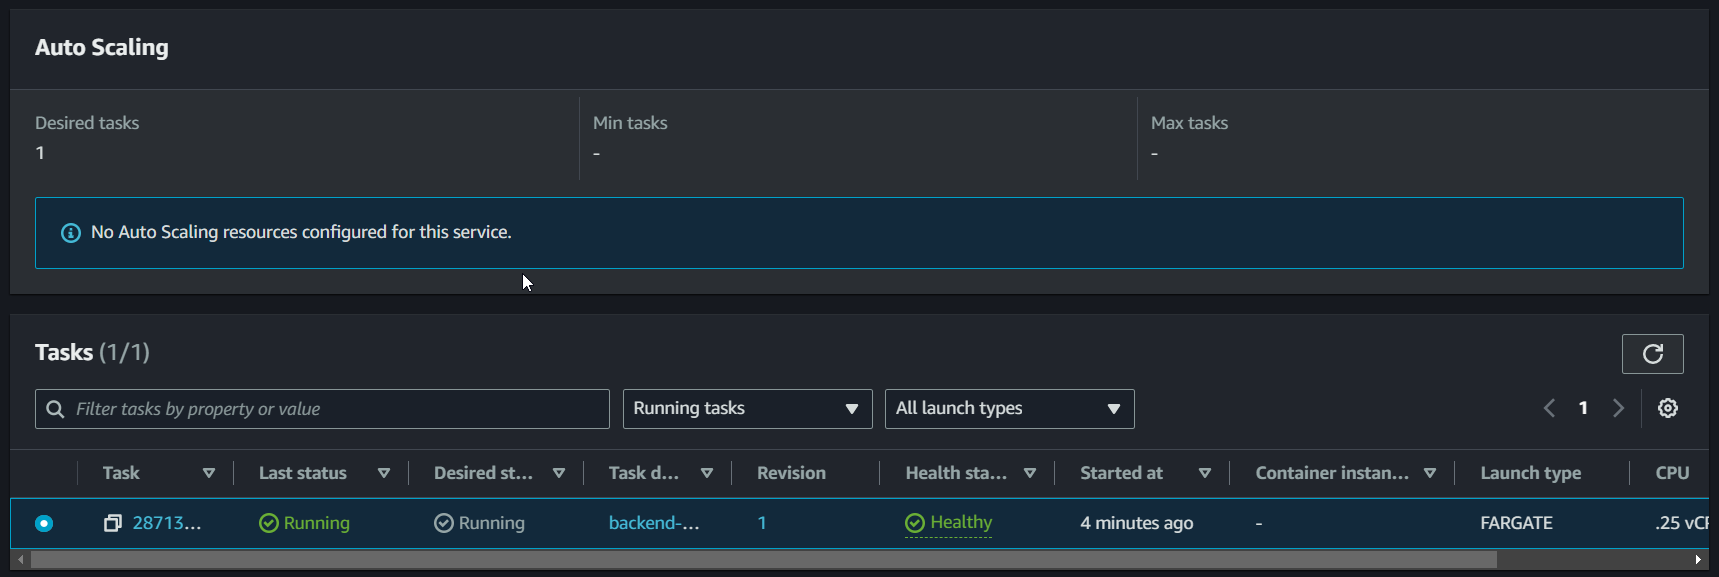 Auto Scaling
Desired tasks Min tasks Max tasks
1 - -
No Auto Scaling resources configured for this service.
Tasks (1/1)
Filter tasks by property or value Running tasks All launch types 1
Task Last status Desired st... Task d... Revision Health sta... Started at Container instan... Launch type CPU
28713... Running Running backend-... 1 Healthy 4 minutes ago - FARGATE .25 vCP